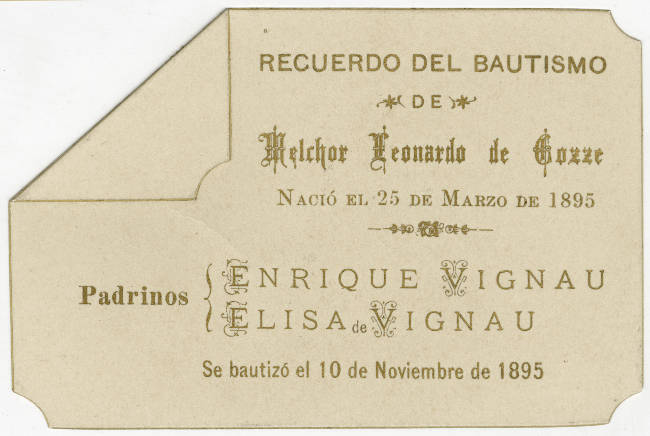 RECUERDO DEL BAUTISMO
DE
Melchor Leonardo de Gozze
NACIÓ EL 25 DE MARZO DE 1895
Padrinos { ENRIQUE VIGNAU
ELISA de VIGNAU
Se bautizó el 10 de Noviembre de 1895